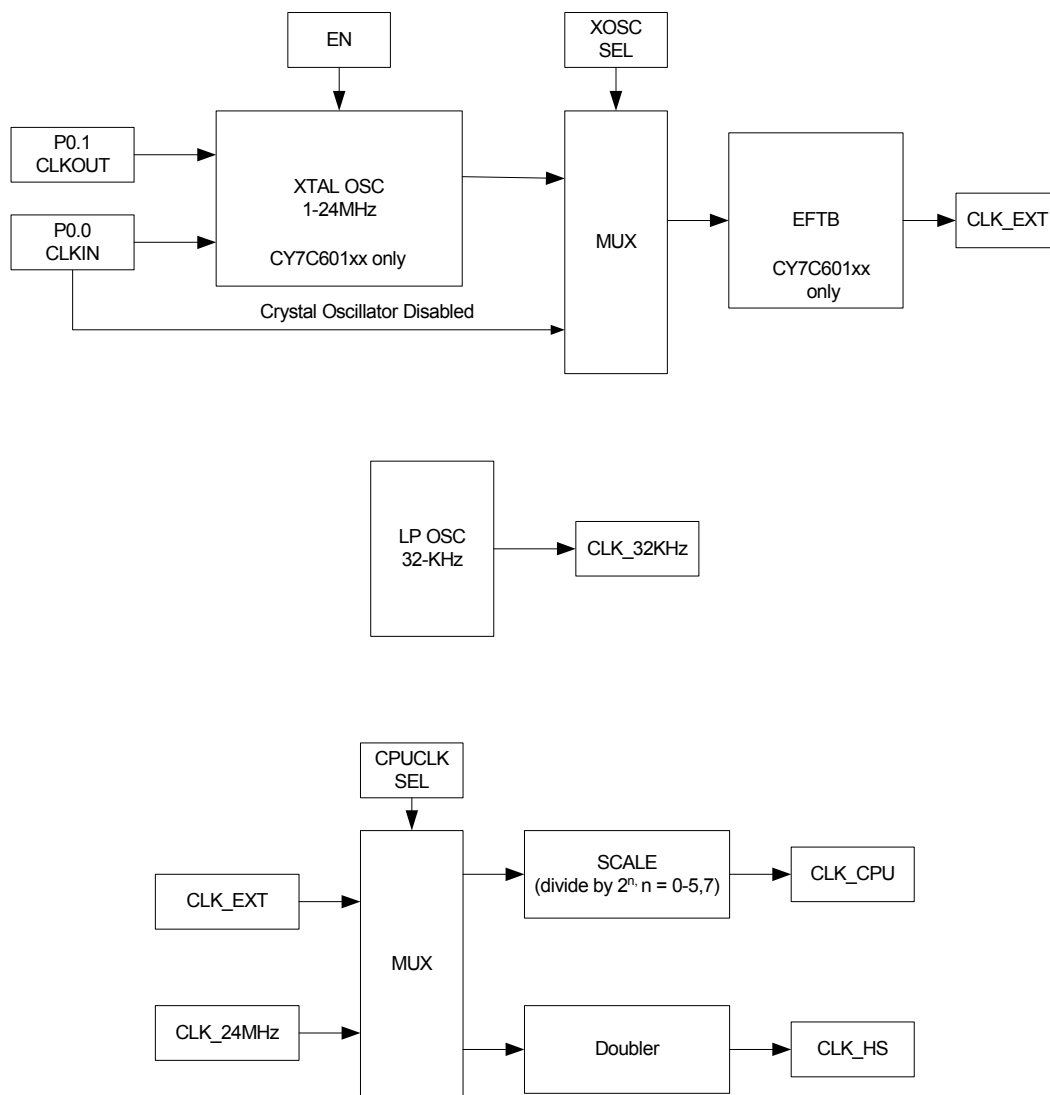 EN
XOSC
SEL
P0.1
CLKOUT
XTAL OSC
1-24MHz
CY7C601xx only
P0.0
CLKIN
MUX
EFTB
CY7C601xx
only
CLK_EXT
Crystal Oscillator Disabled
LP OSC
32-KHz
CLK_32KHz
CPUCLK
SEL
SCALE
(divide by 2ⁿ, n = 0-5,7)
CLK_CPU
CLK_EXT
MUX
CLK_24MHz
Doubler
CLK_HS